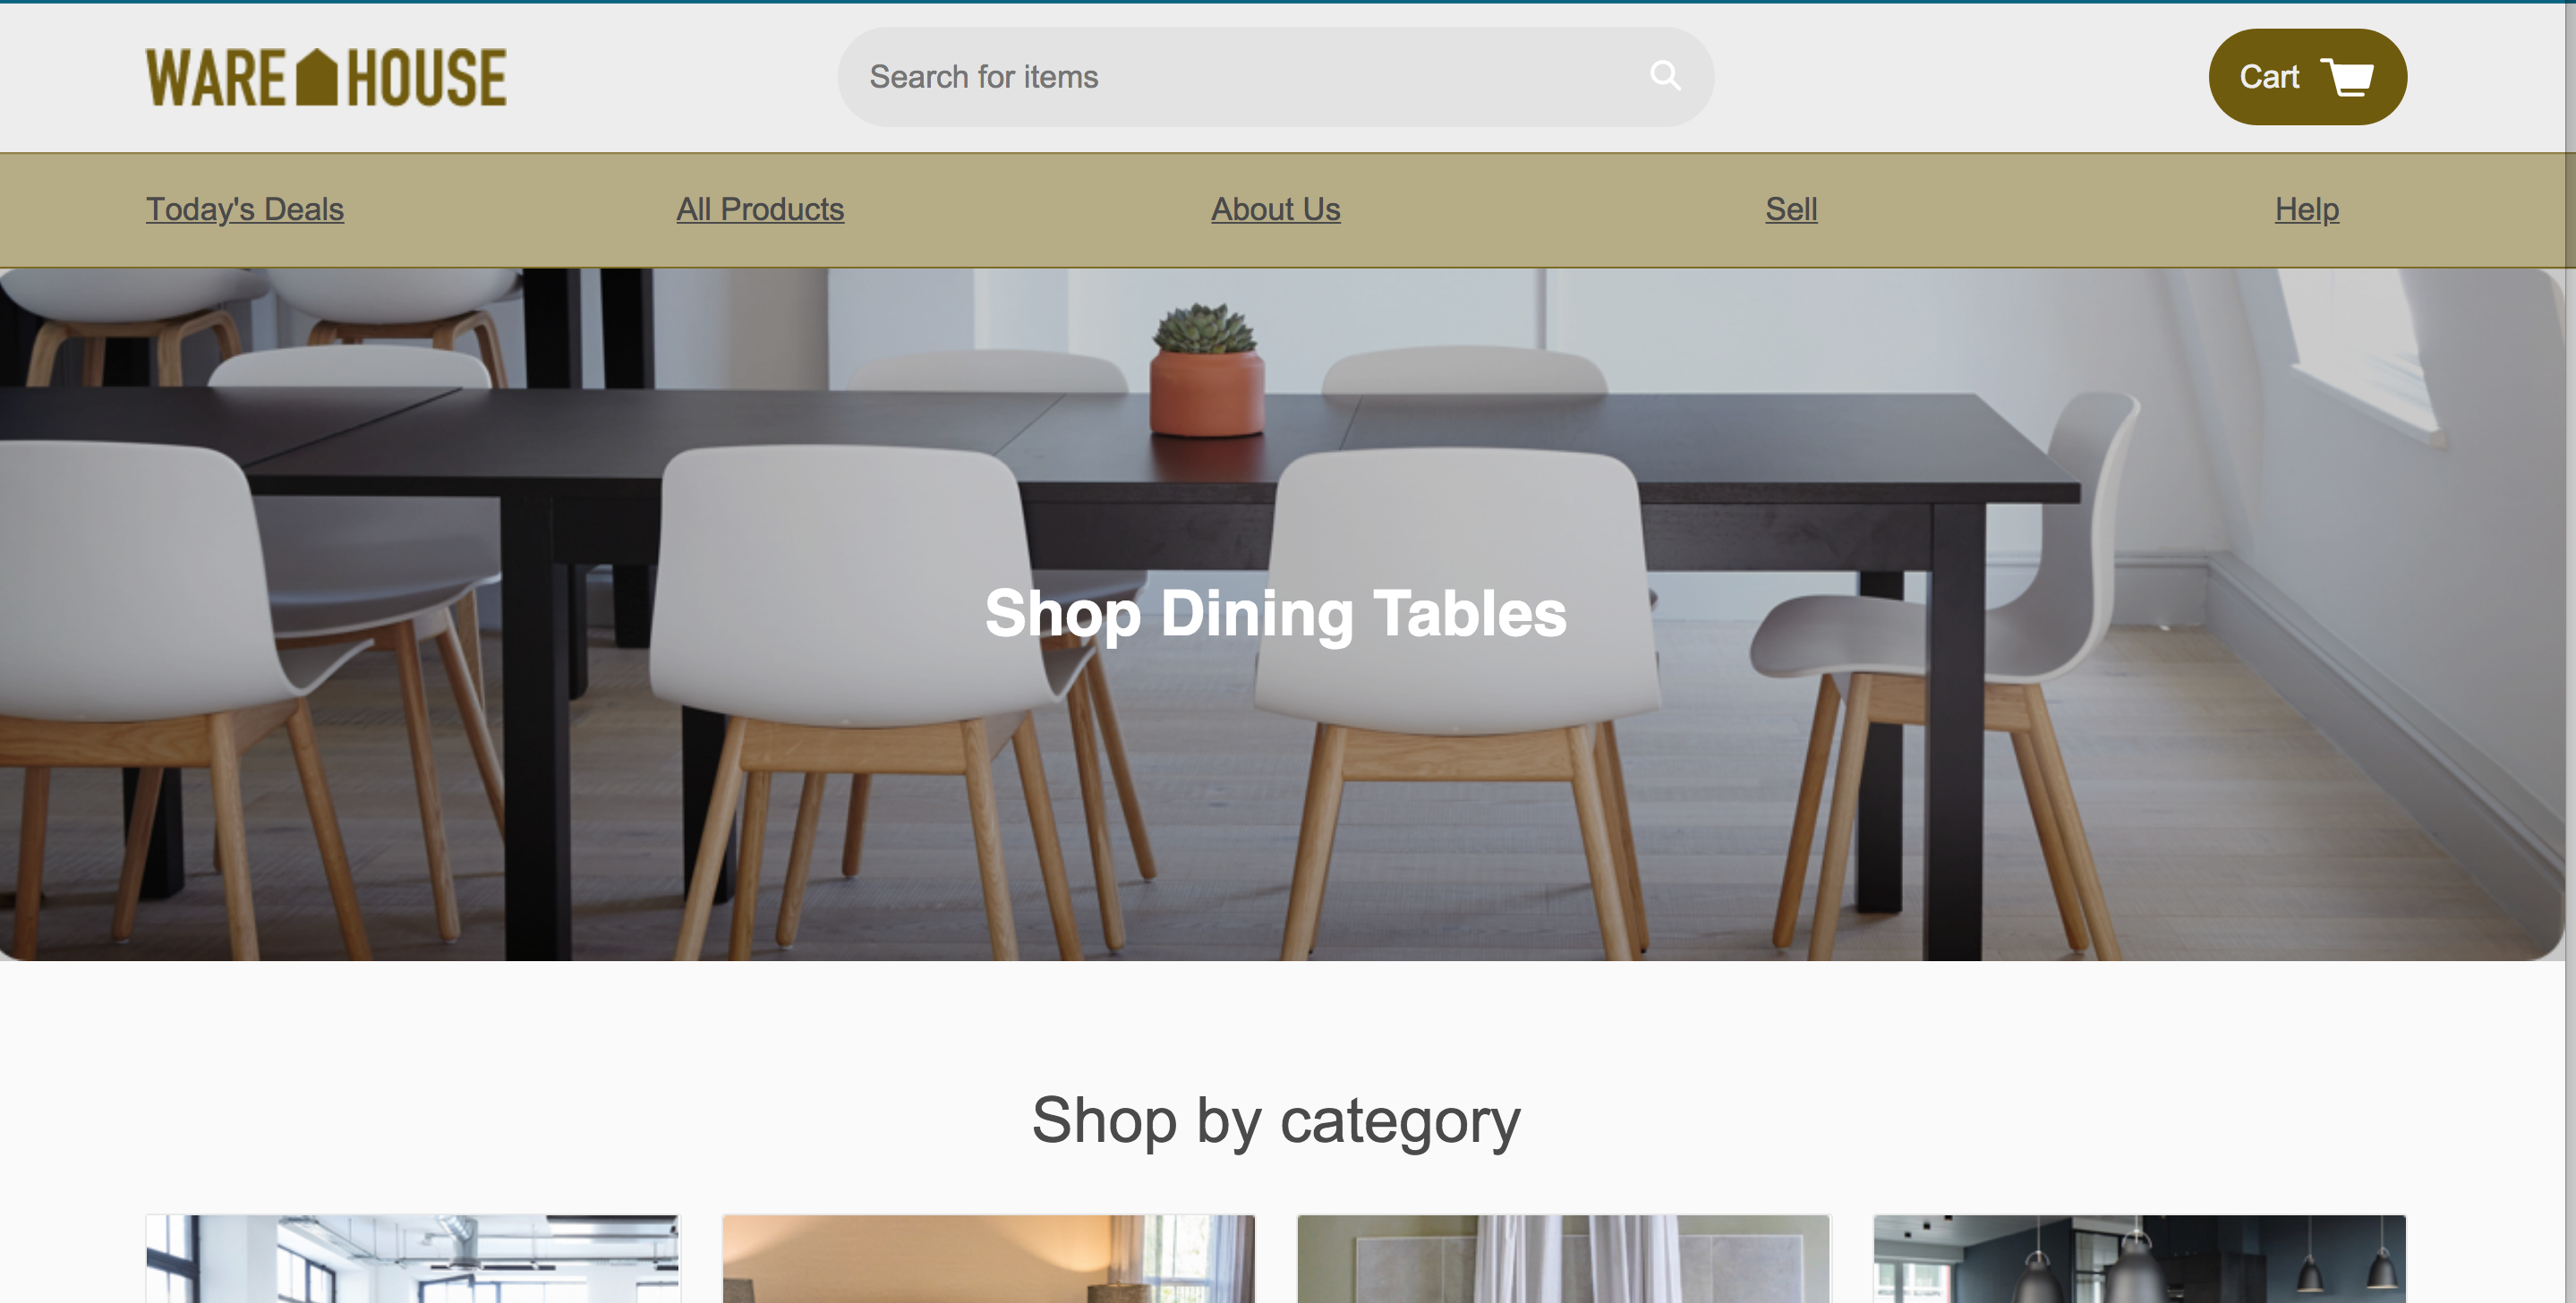 WARE HOUSE
Search for items
Cart
Today's Deals
All Products
About Us
Sell
Help
Shop Dining Tables
Shop by category